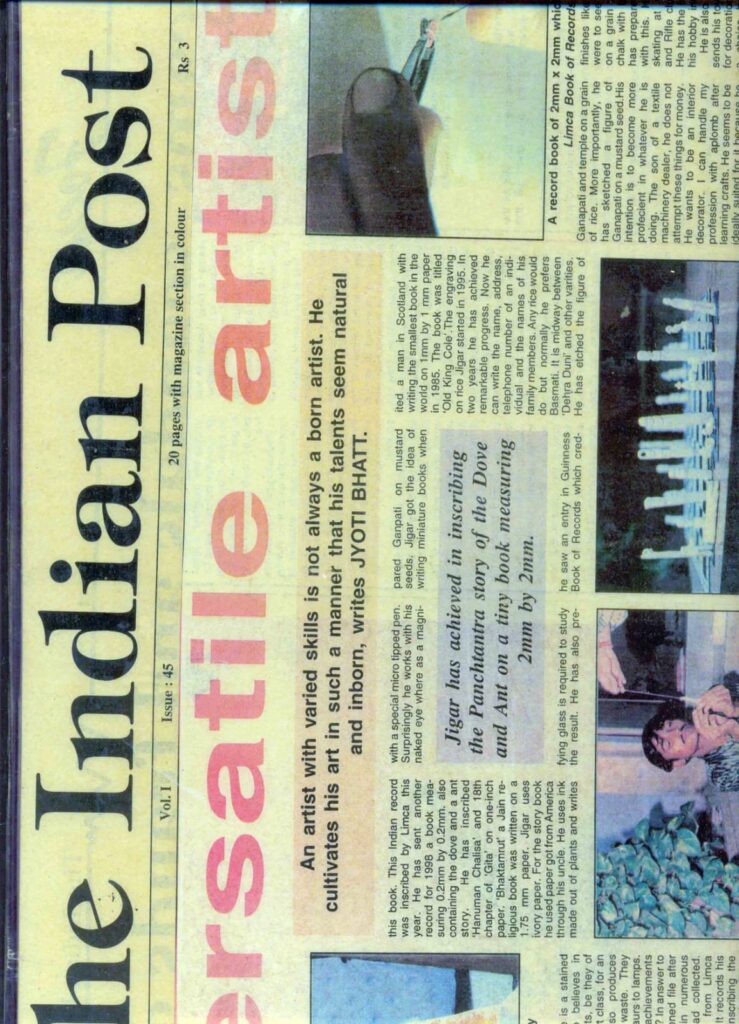 he Indian Post
Vol. I
Issue : 45
20 pages with magazine section in colour
Rs 3
ersatile artist
An artist with varied skills is not always a born artist. He
cultivates his art in such a manner that his talents seem natural
and inborn, writes JYOTI BHATT.
is a stained
believes in
ts, be they of
t class, for an
so produces
waste. They
aurs to lamps.
achievements
In answer to
ned file after
in numerous
ad collected.
from Limca
It records his
nscribing the
this book. This Indian record
was inscribed by Limca this
year. He has sent another
record for 1998 a book mea-
suring 0.2mm by 0.2mm. also
containing the dove and a ant
story. He has inscribed
'Hanuman Chalisa' and 18th
chapter of 'Gita' on one-inch
paper. 'Bhaktamrut' a Jain re-
ligious book was written on a
1.75 mm paper. Jigar uses
ivory paper. For the story book
he used paper got from America
through his uncle. He uses ink
made out of plants and writes
with a special micro tipped pen.
Surprisingly he works with his
naked eye where as a magni-
fying glass is required to study
the result. He has also pre-
pared Ganpati on mustard
seeds. Jigar got the idea of
writing miniature books when
Jigar has achieved in inscribing
the Panchtantra story of the Dove
and Ant on a tiny book measuring
2mm by 2mm.
he saw an entry in Guinness
Book of Records which cred-
ited a man in Scotland with
writing the smallest book in the
world on 1mm by 1 mm paper
in 1985. The book was titled
'Old King Cole'.The engraving
on rice Jigar started in 1995. In
two years he has achieved
remarkable progress. Now he
can write the name, address,
telephone number of an indi-
vidual and the names of his
family members. Any rice would
do but normally he prefers
Basmati. It is midway between
'Dehra Duni' and other varities.
He has etched the figure of
A record book of 2mm x 2mm whic
Limca Book of Records
Ganapati and temple on a grain
of rice. More importantly, he
has sketched a figure of
Ganapati on a mustard seed.His
intention is to become more
profecient in whatever he is
doing. The son of a textile
machinery dealer, he does not
attempt these things for money.
He wants to be an interior
decorator. I can handle my
profession with aplomb after
learning crafts. He seems to be
ideally suited for it because he
finishes like
were to see
on a grain
chalk with
has prepar
with this.
skating at
and Rifle c
He has the
his hobby i
He is also
sends his to
for decoratio